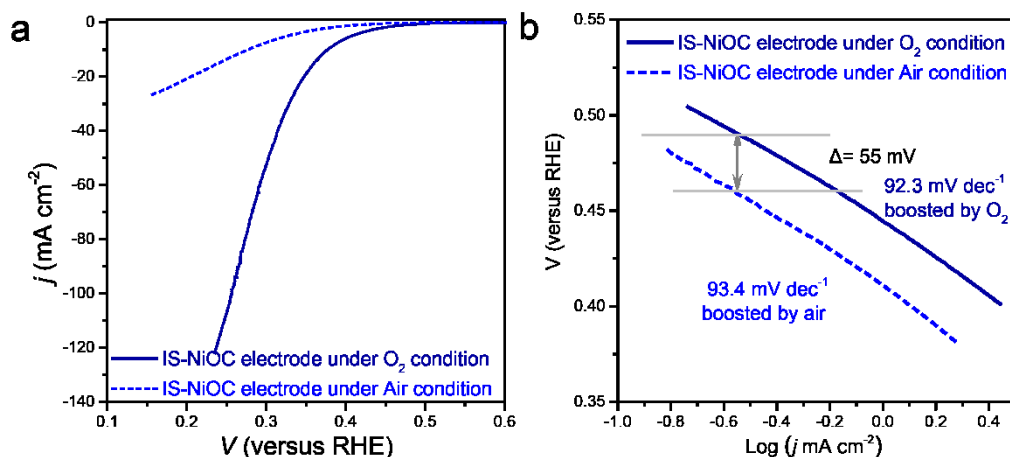 a
0
-20
-40
-60
-80
-100
-120
-140
j (mA cm⁻²)
IS-NiOC electrode under O₂ condition
IS-NiOC electrode under Air condition
0.1 0.2 0.3 0.4 0.5 0.6
V (versus RHE)
b
0.55
0.50
0.45
0.40
0.35
V (versus RHE)
IS-NiOC electrode under O₂ condition
IS-NiOC electrode under Air condition
Δ= 55 mV
92.3 mV dec⁻¹
boosted by O₂
93.4 mV dec⁻¹
boosted by air
-1.0 -0.8 -0.6 -0.4 -0.2 0.0 0.2 0.4
Log (j mA cm⁻²)